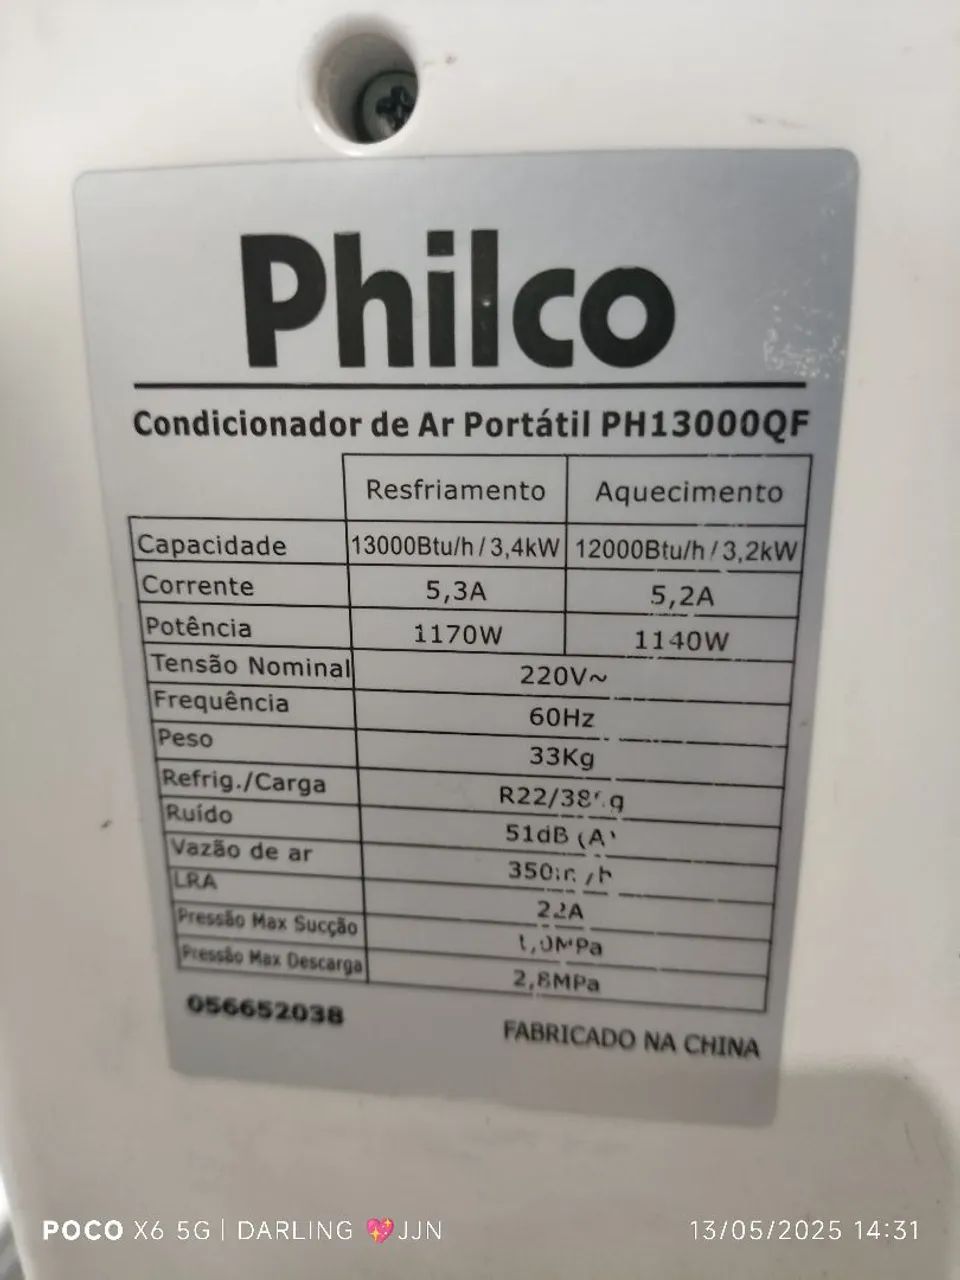 Philco
Condicionador de Ar Portátil PH13000QF
Resfriamento Aquecimento
Capacidade 13000Btu/h / 3,4kW 12000Btu/h / 3,2kW
Corrente 5,3A 5,2A
Potência 1170W 1140W
Tensão Nominal 220V~
Frequência 60Hz
Peso 33Kg
Refrig./Carga
Ruído 51dB (A)
Vazão de ar
LRA 22A
Pressão Max Sucção
Pressão Max Descarga 2,8MPa
056652038
FABRICADO NA CHINA
POCO X6 5G | DARLING 💖JJN 13/05/2025 14:31